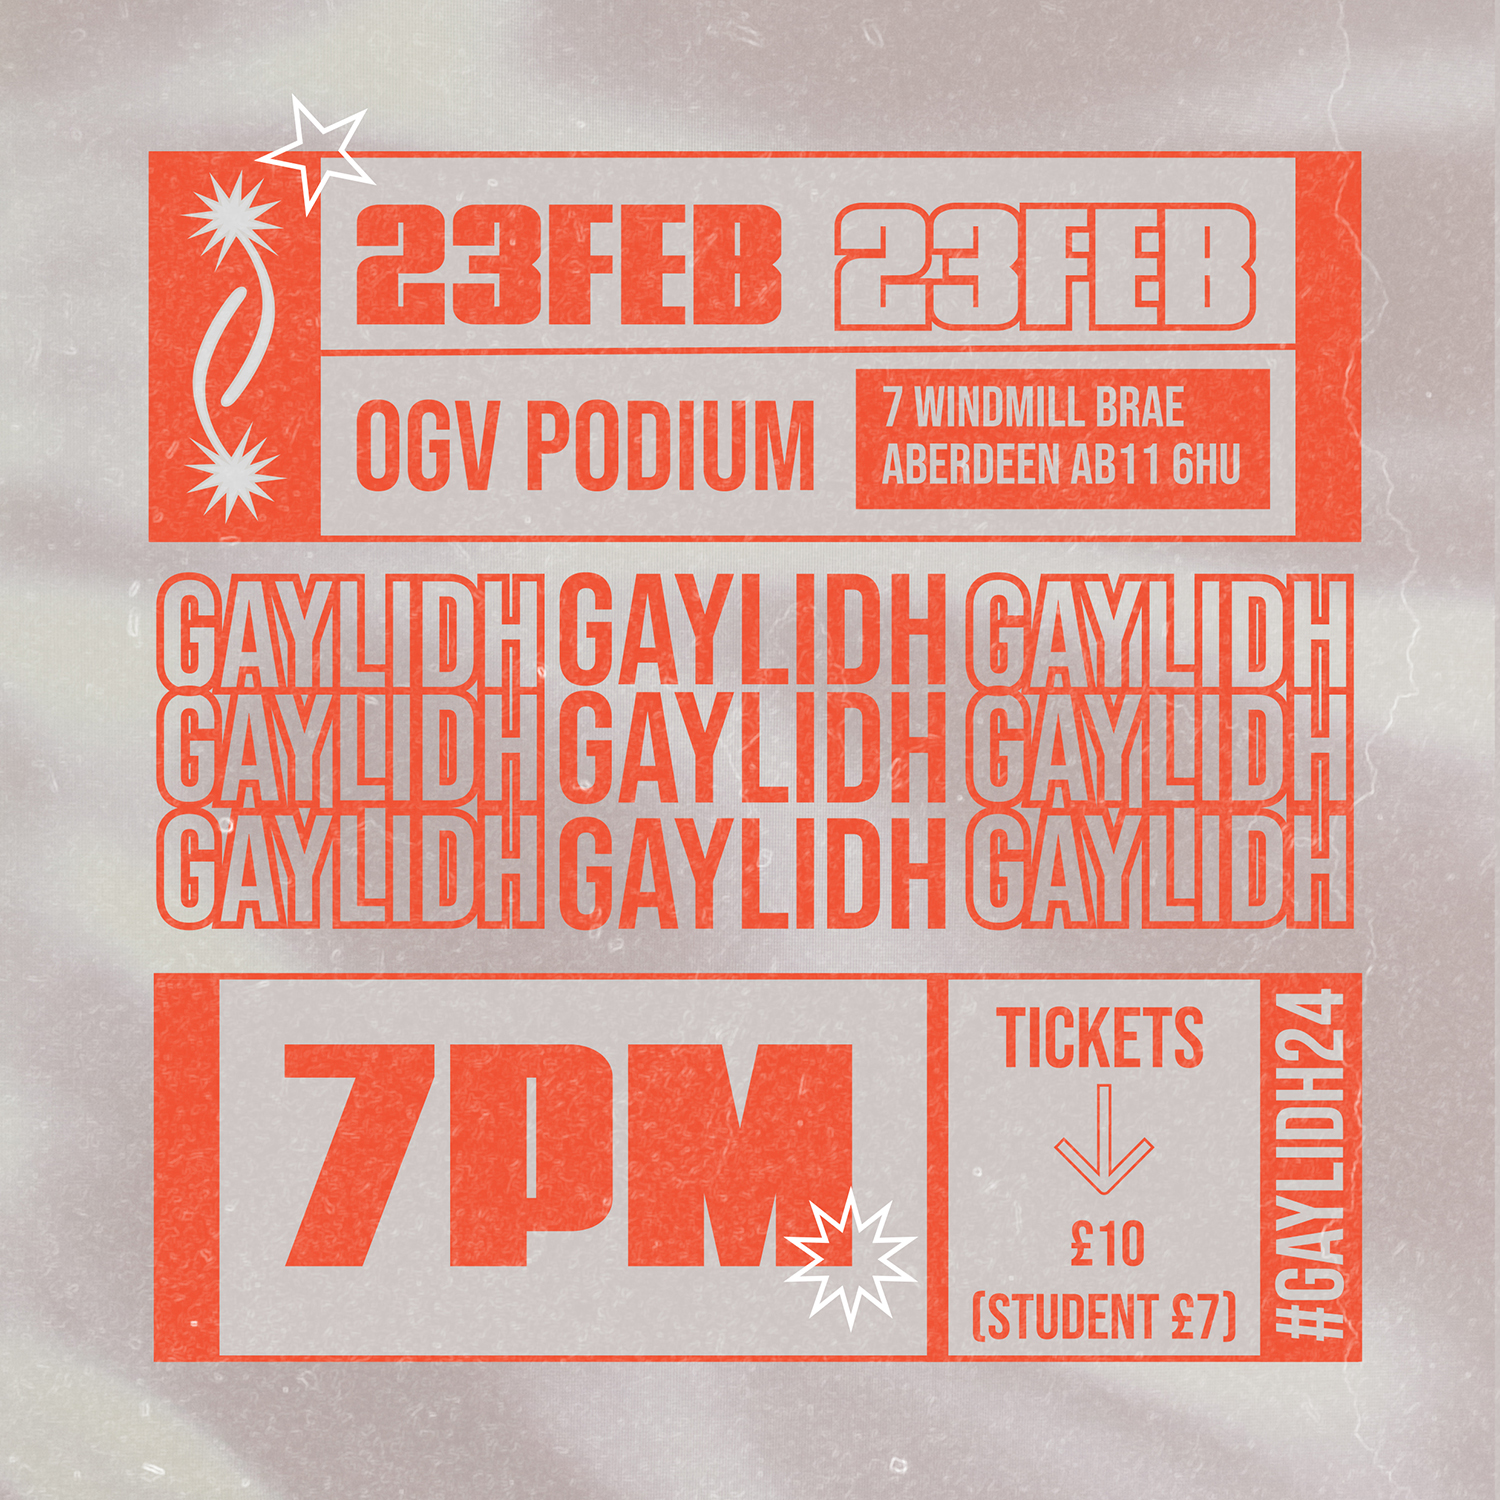 23FEB 23FEB
OGV PODIUM
7 WINDMILL BRAE
ABERDEEN AB11 6HU
GAYLIDH GAYLIDH GAYLIDH
GAYLIDH GAYLIDH GAYLIDH
GAYLIDH GAYLIDH GAYLIDH
7PM
TICKETS
£10
(STUDENT £7)
#GAYLIDH24